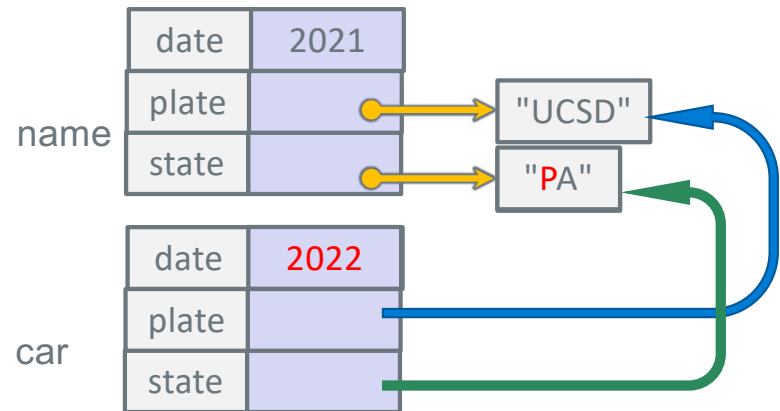 date 2021
plate "UCSD"
name
state "PA"
date 2022
plate
car
state